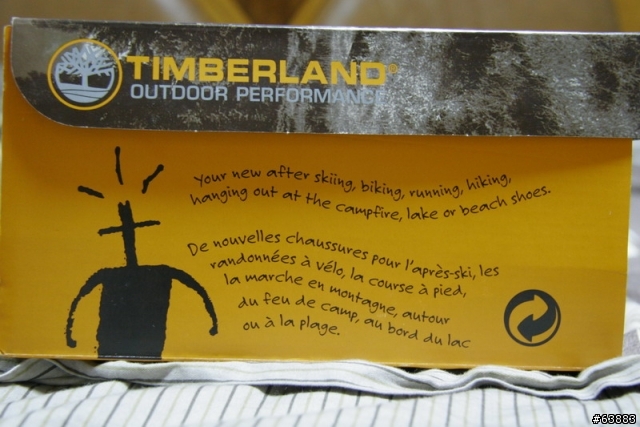 TIMBERLAND®
OUTDOOR PERFORMANCE
Your new after skiing, biking, running, hiking,
hanging out at the campfire, lake or beach shoes.
De nouvelles chaussures pour l'après-ski, les
randonnées à vélo, la course à pied,
la marche en montagne, autour
du feu de camp, au bord du lac
ou à la plage.
#63883